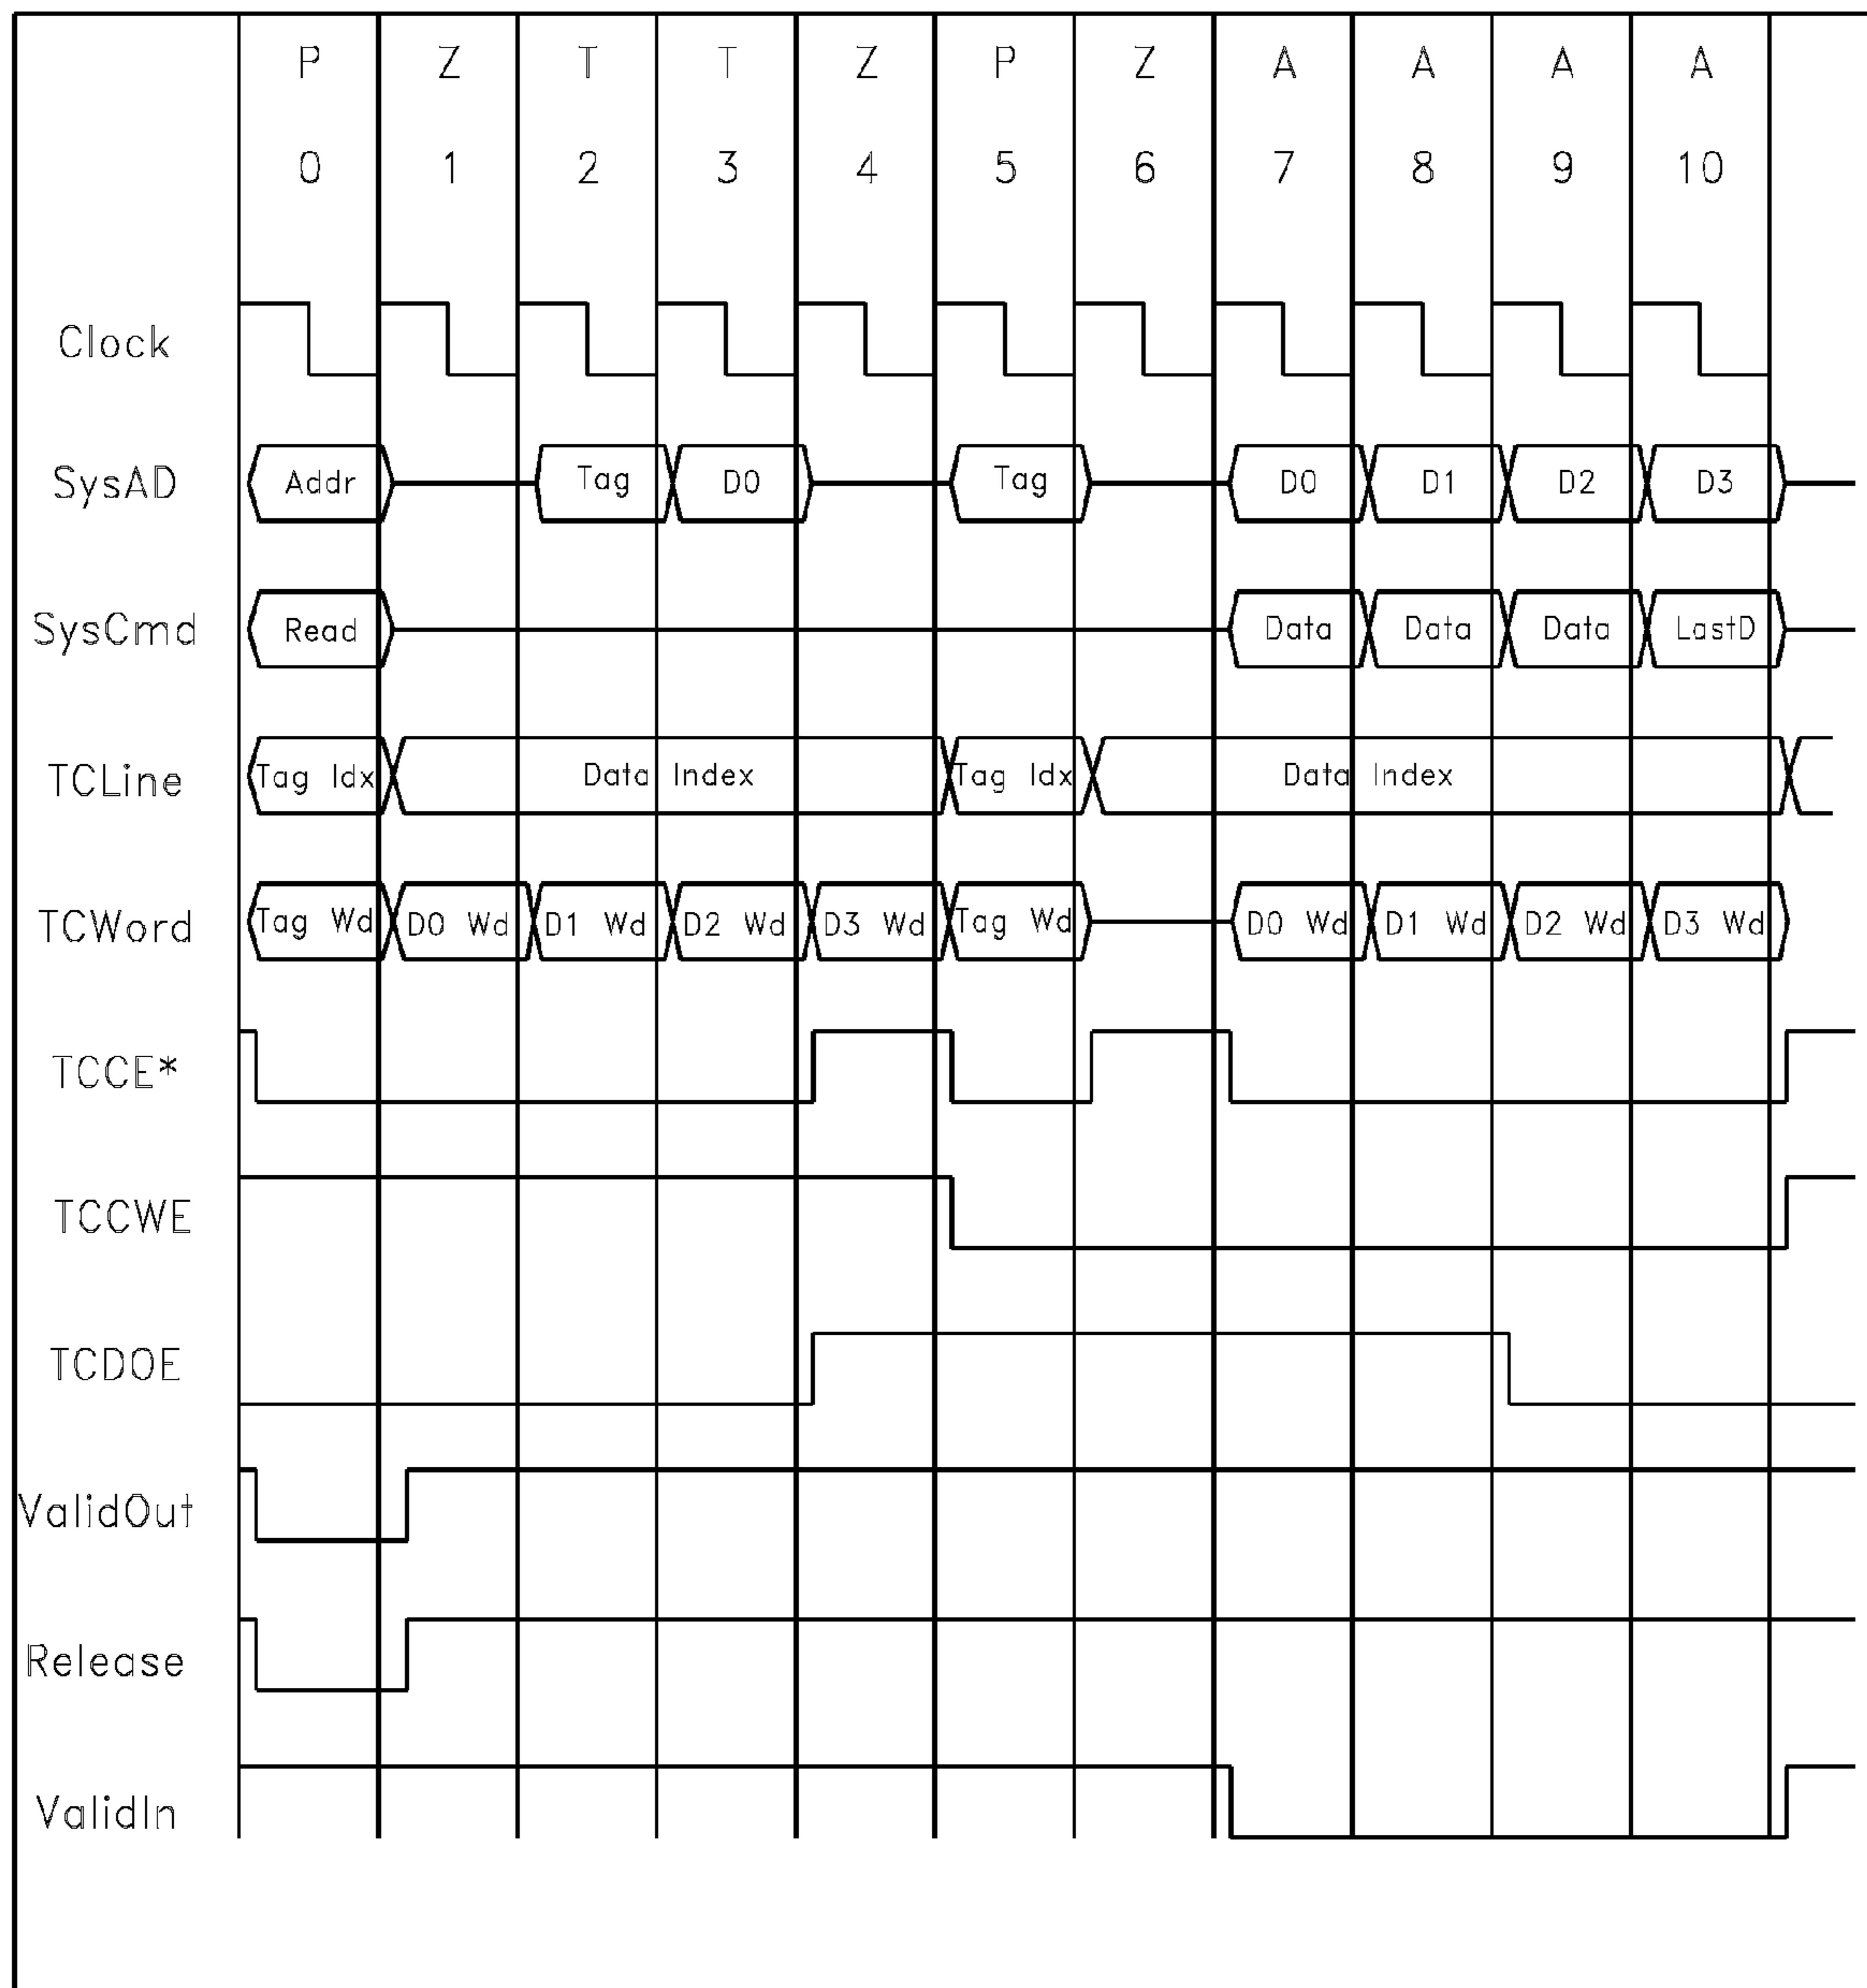 P Z T T Z P Z A A A A
0 1 2 3 4 5 6 7 8 9 10
Clock
SysAD Addr Tag D0 Tag D0 D1 D2 D3
SysCmd Read Data Data Data LastD
TCLine Tag Idx Data Index Tag Idx Data Index
TCWord Tag Wd D0 Wd D1 Wd D2 Wd D3 Wd Tag Wd D0 Wd D1 Wd D2 Wd D3 Wd
TCCE*
TCCWE
TCDOE
ValidOut
Release
ValidIn